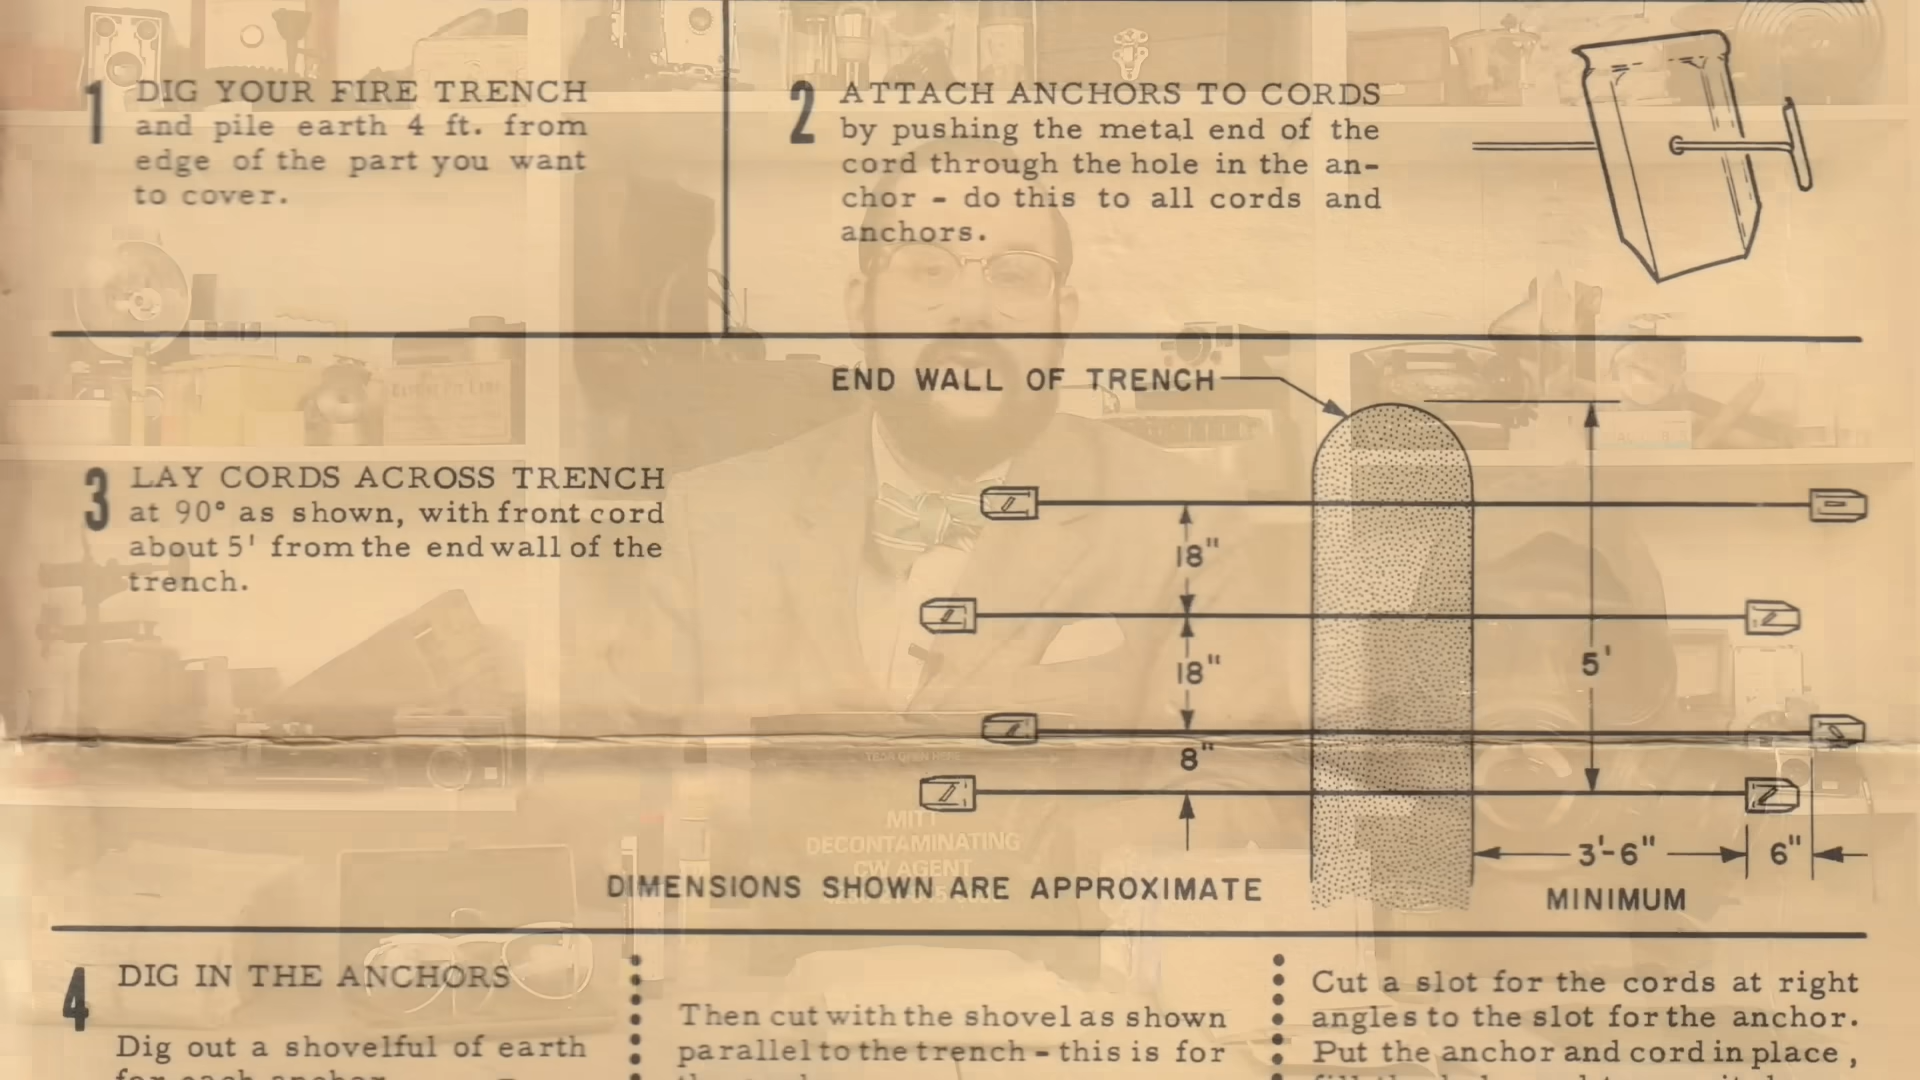 1
DIG YOUR FIRE TRENCH
and pile earth 4 ft. from
edge of the part you want
to cover.
2
ATTACH ANCHORS TO CORDS
by pushing the metal end of the
cord through the hole in the an-
chor - do this to all cords and
anchors.
3
LAY CORDS ACROSS TRENCH
at 90° as shown, with front cord
about 5' from the end wall of the
trench.
END WALL OF TRENCH
18"
18"
8"
5'
3'-6"
6"
MINIMUM
DIMENSIONS SHOWN ARE APPROXIMATE
MITT
DECONTAMINATING
CW AGENT
4
DIG IN THE ANCHORS
Dig out a shovelful of earth
for each anchor
Then cut with the shovel as shown
parallel to the trench - this is for
Cut a slot for the cords at right
angles to the slot for the anchor.
Put the anchor and cord in place,